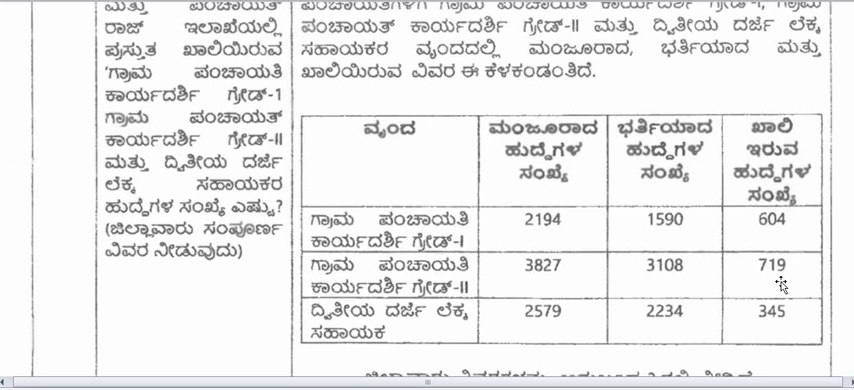 ಮತ್ತು ಪಂಚಾಯತ್
ರಾಜ್ ಇಲಾಖೆಯಲ್ಲಿ
ಪ್ರಸ್ತುತ ಖಾಲಿಯಿರುವ
'ಗ್ರಾಮ ಪಂಚಾಯತಿ
ಕಾರ್ಯದರ್ಶಿ ಗ್ರೇಡ್-1
ಗ್ರಾಮ ಪಂಚಾಯತ್
ಕಾರ್ಯದರ್ಶಿ ಗ್ರೇಡ್-II
ಮತ್ತು ದ್ವಿತೀಯ ದರ್ಜೆ
ಲೆಕ್ಕ ಸಹಾಯಕರ
ಹುದ್ದೆಗಳ ಸಂಖ್ಯೆ ಎಷ್ಟು?
(ಜಿಲ್ಲಾವಾರು ಸಂಪೂರ್ಣ
ವಿವರ ನೀಡುವುದು)
ಗ್ರಾಮ ಪಂಚಾಯತ್ ಕಾರ್ಯದರ್ಶಿ ಗ್ರೇಡ್-I,
ಪಂಚಾಯತ್ ಕಾರ್ಯದರ್ಶಿ ಗ್ರೇಡ್-II ಮತ್ತು ದ್ವಿತೀಯ ದರ್ಜೆ ಲೆಕ್ಕ
ಸಹಾಯಕರ ವೃಂದದಲ್ಲಿ ಮಂಜೂರಾದ, ಭರ್ತಿಯಾದ ಮತ್ತು
ಖಾಲಿಯಿರುವ ವಿವರ ಈ ಕೆಳಕಂಡಂತಿದೆ.
ವೃಂದ ಮಂಜೂರಾದ ಭರ್ತಿಯಾದ ಖಾಲಿ
ಹುದ್ದೆಗಳ ಹುದ್ದೆಗಳ ಇರುವ
ಸಂಖ್ಯೆ ಸಂಖ್ಯೆ ಹುದ್ದೆಗಳ
ಸಂಖ್ಯೆ
ಗ್ರಾಮ ಪಂಚಾಯತಿ 2194 1590 604
ಕಾರ್ಯದರ್ಶಿ ಗ್ರೇಡ್-I
ಗ್ರಾಮ ಪಂಚಾಯತಿ 3827 3108 719
ಕಾರ್ಯದರ್ಶಿ ಗ್ರೇಡ್-II
ದ್ವಿತೀಯ ದರ್ಜೆ ಲೆಕ್ಕ 2579 2234 345
ಸಹಾಯಕ